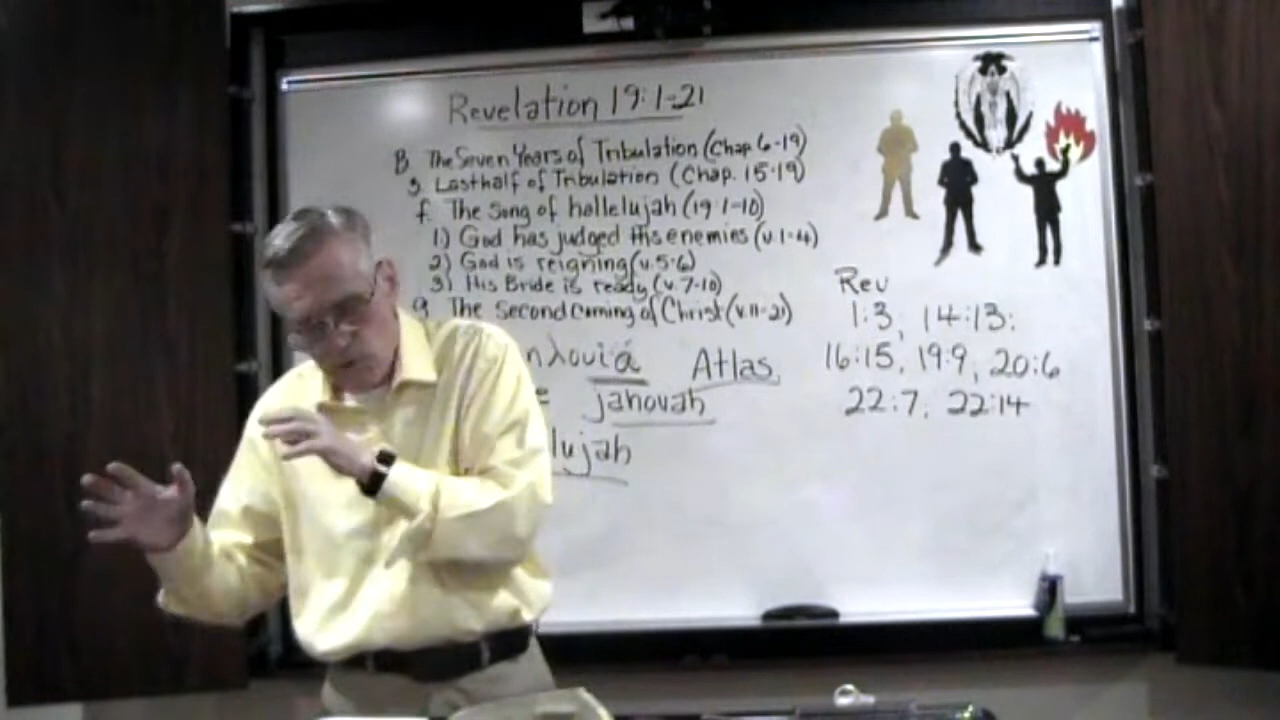 Revelation 19:1-21
B. The Seven Years of Tribulation (Chap 6-19)
3. Lasthalf of Tribulation (Chap. 15-19)
f. The Song of hallelujah (19:1-10)
1.) God has judged His enemies (v.1-4)
2) God is reigning (v.5-6)
3) His Bride is ready (v.7-10)
g. The Second Coming of Christ (v.11-21)
ηλουιά Atlas
jahovah
lujah
Rev
1:3, 14:13:
16:15, 19:9, 20:6
22:7, 22:14